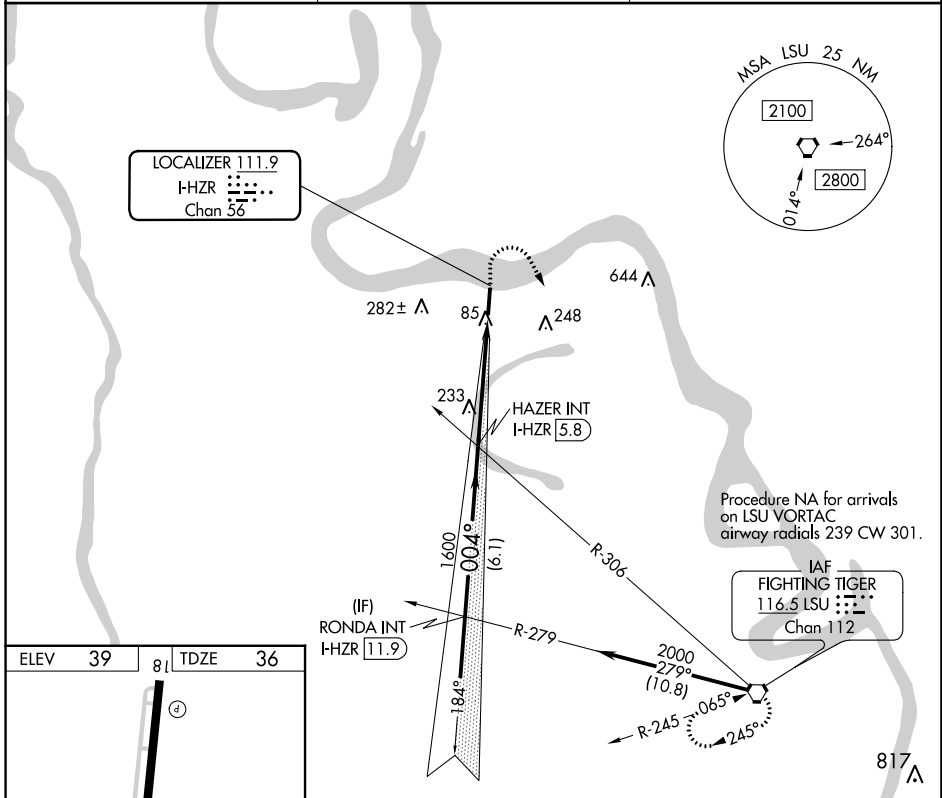 MSA LSU 25 NM
2100
264°
2800
014°
LOCALIZER 111.9
I-HZR
Chan 56
644
282±
85
248
233
HAZER INT
I-HZR 5.8
Procedure NA for arrivals
on LSU VORTAC
airway radials 239 CW 301.
1600
004°
(6.1)
R-306
IAF
FIGHTING TIGER
116.5 LSU
Chan 112
(IF)
RONDA INT
I-HZR 11.9
R-279
2000
279°
(10.8)
184°
R-245
065°
245°
817
ELEV 39
18
TDZE 36
P